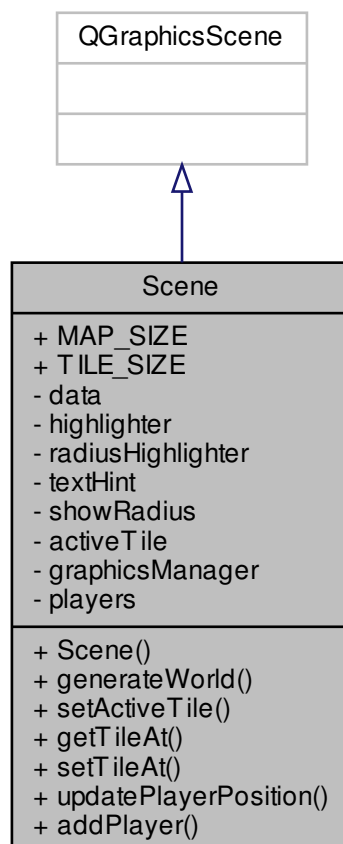 QGraphicsScene
Scene
+ MAP_SIZE
+ TILE_SIZE
- data
- highlighter
- radiusHighlighter
- textHint
- showRadius
- activeTile
- graphicsManager
- players
+ Scene()
+ generateWorld()
+ setActiveTile()
+ getTileAt()
+ setTileAt()
+ updatePlayerPosition()
+ addPlayer()